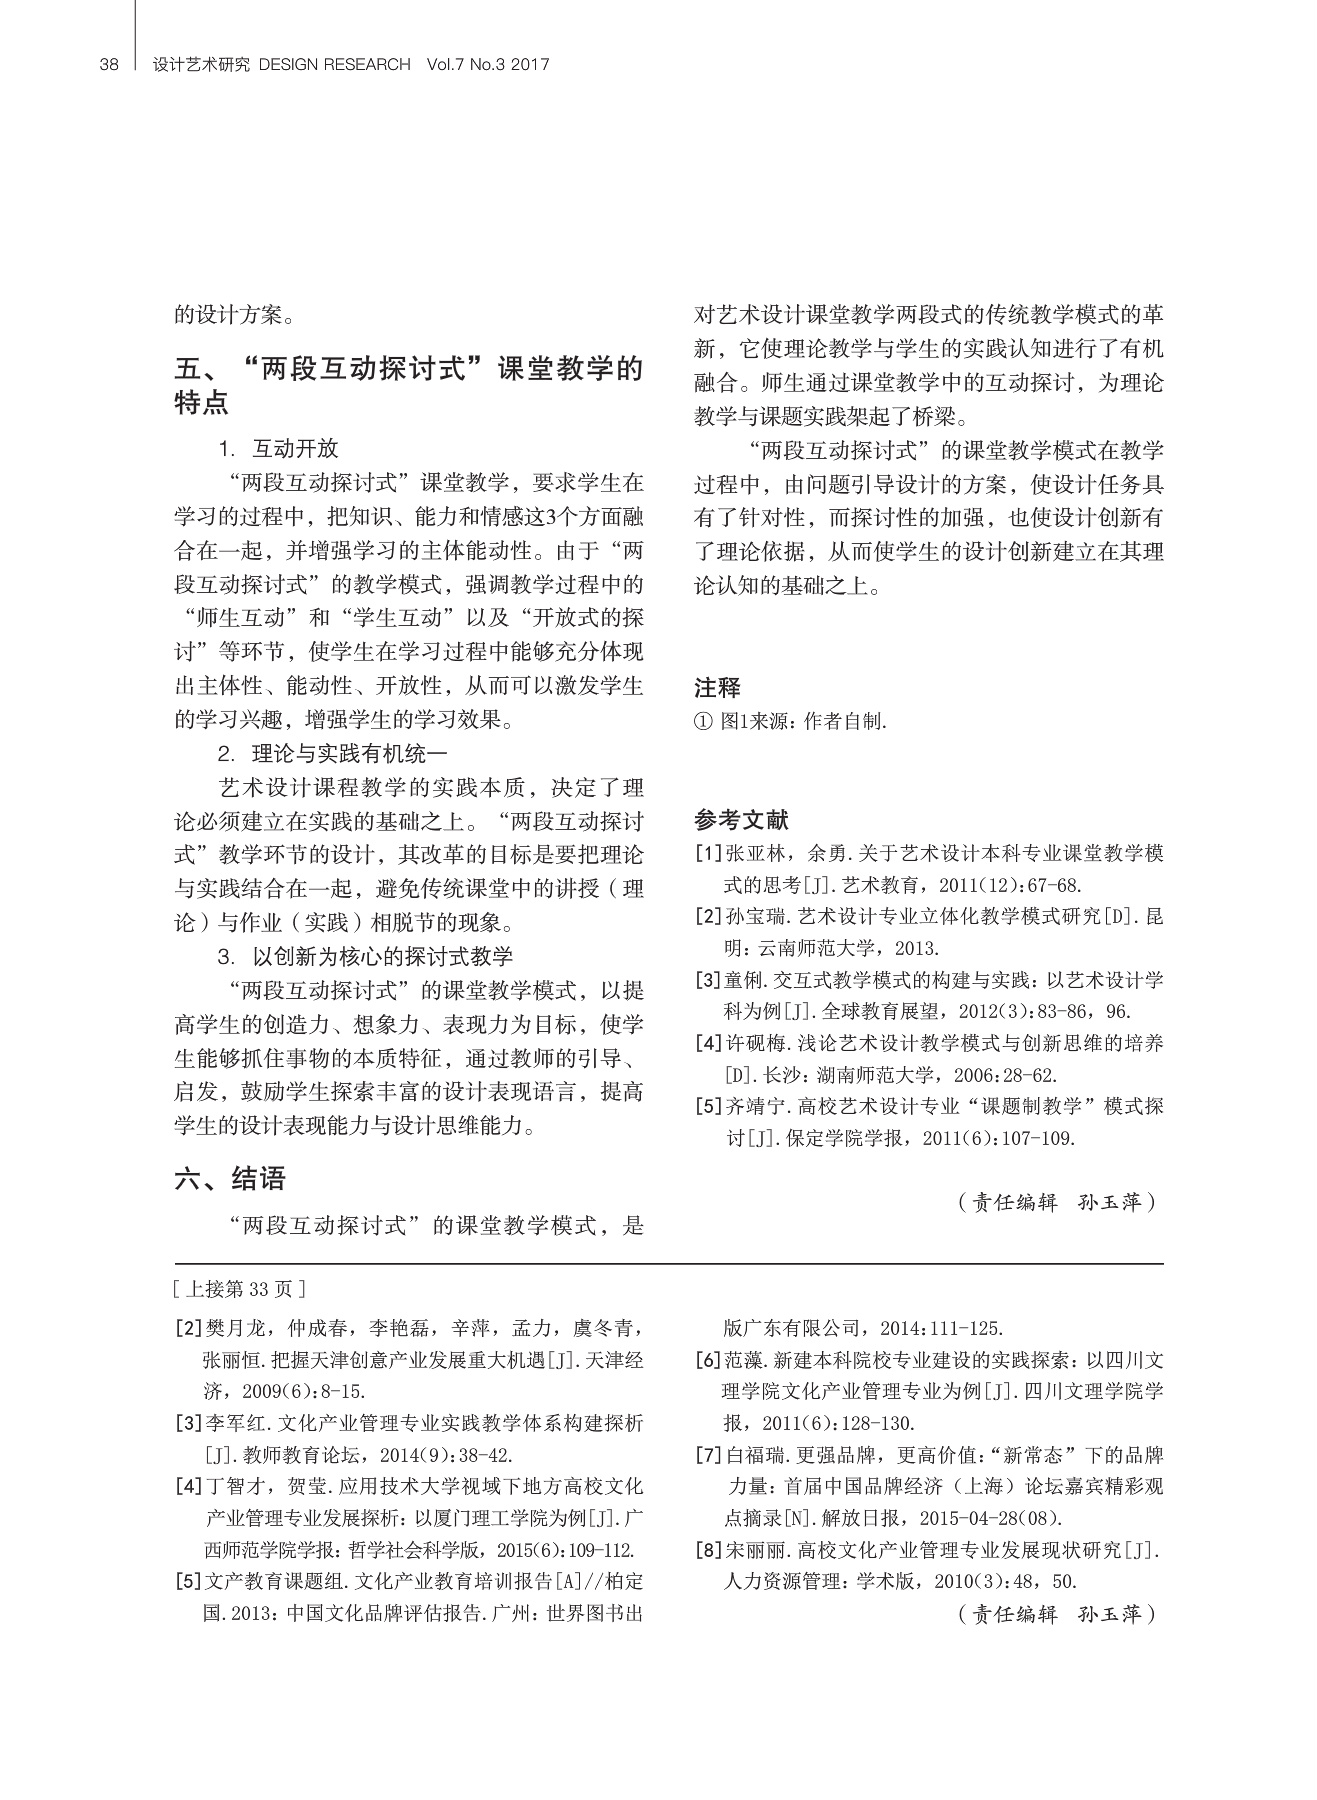 38 设计艺术研究 DESIGN RESEARCH Vol.7 No.3 2017
的设计方案。
五、“两段互动探讨式”课堂教学的
特点
1. 互动开放
“两段互动探讨式”课堂教学，要求学生在
学习的过程中，把知识、能力和情感这3个方面融
合在一起，并增强学习的主体能动性。由于“两
段互动探讨式”的教学模式，强调教学过程中的
“师生互动”和“学生互动”以及“开放式的探
讨”等环节，使学生在学习过程中能够充分体现
出主体性、能动性、开放性，从而可以激发学生
的学习兴趣，增强学生的学习效果。
2. 理论与实践有机统一
艺术设计课程教学的实践本质，决定了理
论必须建立在实践的基础之上。“两段互动探讨
式”教学环节的设计，其改革的目标是要把理论
与实践结合在一起，避免传统课堂中的讲授（理
论）与作业（实践）相脱节的现象。
3. 以创新为核心的探讨式教学
“两段互动探讨式”的课堂教学模式，以提
高学生的创造力、想象力、表现力为目标，使学
生能够抓住事物的本质特征，通过教师的引导、
启发，鼓励学生探索丰富的设计表现语言，提高
学生的设计表现能力与设计思维能力。
六、结语
“两段互动探讨式”的课堂教学模式，是
对艺术设计课堂教学两段式的传统教学模式的革
新，它使理论教学与学生的实践认知进行了有机
融合。师生通过课堂教学中的互动探讨，为理论
教学与课题实践架起了桥梁。
“两段互动探讨式”的课堂教学模式在教学
过程中，由问题引导设计的方案，使设计任务具
有了针对性，而探讨性的加强，也使设计创新有
了理论依据，从而使学生的设计创新建立在其理
论认知的基础之上。
注释
① 图1来源：作者自制.
参考文献
[1]张亚林，余勇.关于艺术设计本科专业课堂教学模
式的思考[J].艺术教育，2011(12):67-68.
[2]孙宝瑞.艺术设计专业立体化教学模式研究[D].昆
明：云南师范大学，2013.
[3]童俐.交互式教学模式的构建与实践：以艺术设计学
科为例[J].全球教育展望，2012(3):83-86，96.
[4]许砚梅.浅论艺术设计教学模式与创新思维的培养
[D].长沙：湖南师范大学，2006:28-62.
[5]齐靖宁.高校艺术设计专业“课题制教学”模式探
讨[J].保定学院学报，2011(6):107-109.
（责任编辑 孙玉萍）
[上接第 33 页]
[2]樊月龙，仲成春，李艳磊，辛萍，孟力，虞冬青，
张丽恒.把握天津创意产业发展重大机遇[J].天津经
济，2009(6):8-15.
[3]李军红.文化产业管理专业实践教学体系构建探析
[J].教师教育论坛，2014(9):38-42.
[4]丁智才，贺莹.应用技术大学视域下地方高校文化
产业管理专业发展探析：以厦门理工学院为例[J].广
西师范学院学报：哲学社会科学版，2015(6):109-112.
[5]文产教育课题组.文化产业教育培训报告[A]//柏定
国.2013：中国文化品牌评估报告.广州：世界图书出
版广东有限公司，2014:111-125.
[6]范藻.新建本科院校专业建设的实践探索：以四川文
理学院文化产业管理专业为例[J].四川文理学院学
报，2011(6):128-130.
[7]白福瑞.更强品牌，更高价值：“新常态”下的品牌
力量：首届中国品牌经济（上海）论坛嘉宾精彩观
点摘录[N].解放日报，2015-04-28(08).
[8]宋丽丽.高校文化产业管理专业发展现状研究[J].
人力资源管理：学术版，2010(3):48，50.
（责任编辑 孙玉萍）